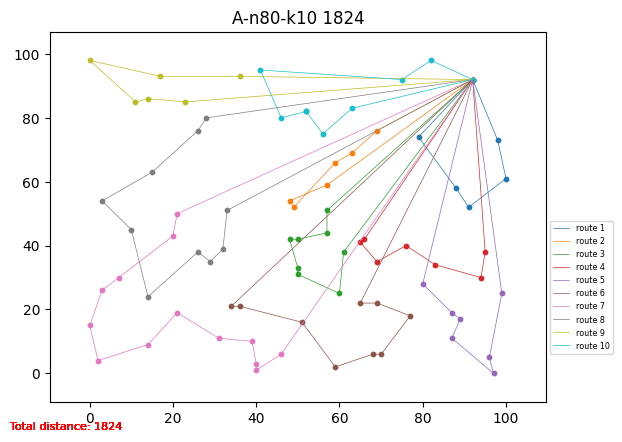 A-n80-k10 1824
100
80
60
40
20
0
0 20 40 60 80 100
route 1
route 2
route 3
route 4
route 5
route 6
route 7
route 8
route 9
route 10
Total distance: 1824